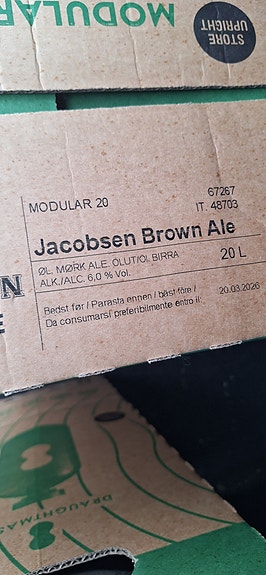 MODULAR
STORE
UPRIGHT
MODULAR 20
67267
IT. 48703
Jacobsen Brown Ale
ØL. MØRK ALE. OLUT/ÖL BIRRA
20 L
ALK./ALC. 6,0 % Vol.
Bedst før / Parasta ennen / bäst före /
20.03.2026
Da consumarsi preferibilmente entro il:
N
E
DRAUGHTMAS